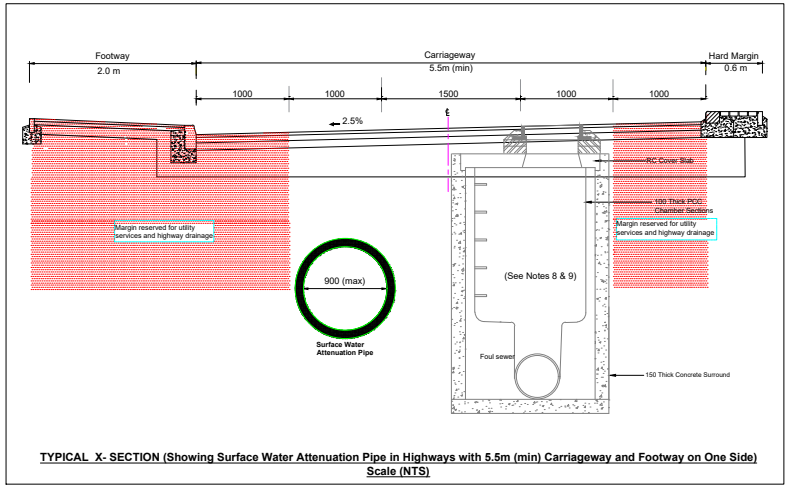 Footway
Carriageway
Hard Margin
2.0 m
5.5m (min)
0.6 m
1000
1000
1500
1000
1000
2.5%
℄
RC Cover Slab
100 Thick PCC
Chamber Sections
Margin reserved for utility
services and highway drainage
Margin reserved for utility
services and highway drainage
900 (max)
(See Notes 8 & 9)
Surface Water
Attenuation Pipe
Foul sewer
150 Thick Concrete Surround
TYPICAL X- SECTION (Showing Surface Water Attenuation Pipe in Highways with 5.5m (min) Carriageway and Footway on One Side)
Scale (NTS)